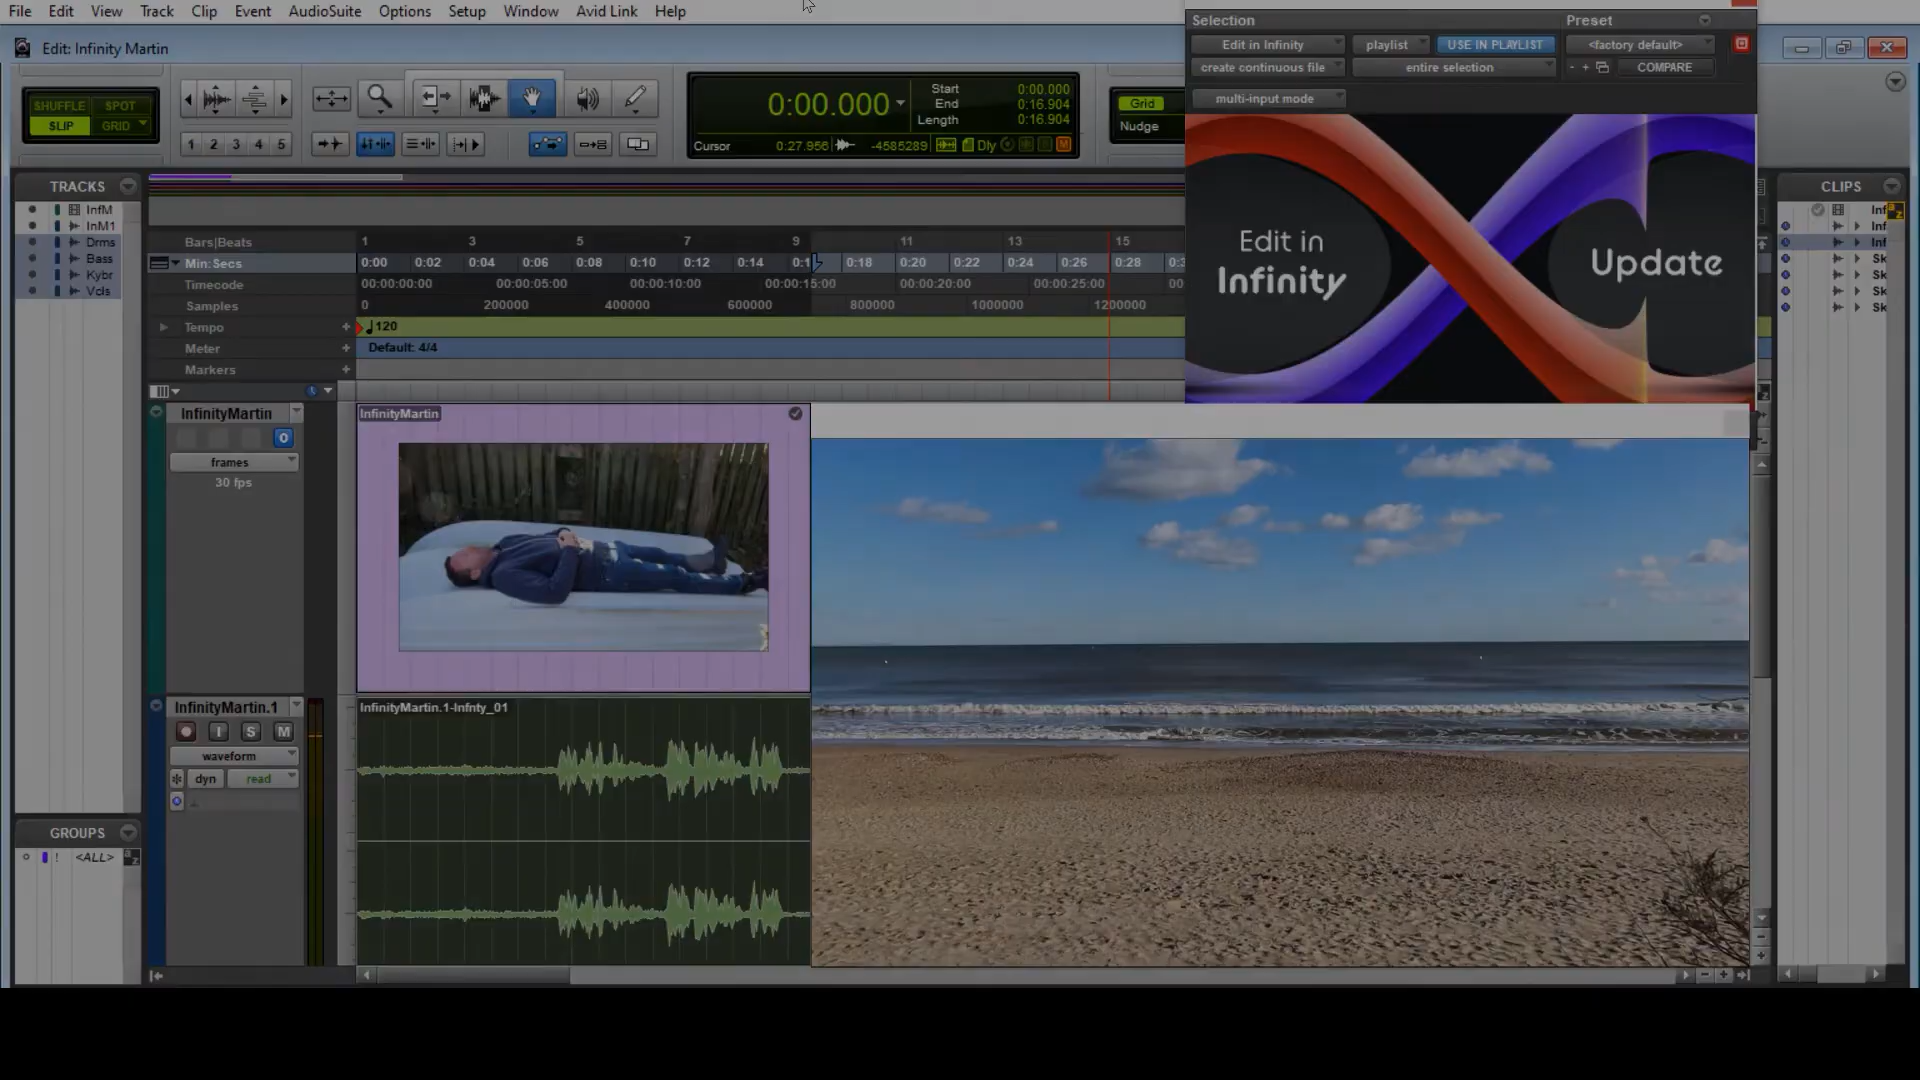 File Edit View Track Clip Event AudioSuite Options Setup Window Avid Link Help
Edit: Infinity Martin
SHUFFLE SPOT
SLIP GRID
1 2 3 4 5
0:00.000
Start 0:00.000
End 0:16.904
Length 0:16.904
Cursor 0:27.956 -4585289 Dly
Grid
Nudge
Selection Preset
Edit in Infinity playlist USE IN PLAYLIST <factory default>
create continuous file entire selection - + COMPARE
multi-input mode
Edit in
Infinity
Update
TRACKS
InfM
InM1
Drms
Bass
Kybr
Vcls
GROUPS
! <ALL>
Bars|Beats 1 3 5 7 9 11 13 15
Min:Secs 0:00 0:02 0:04 0:06 0:08 0:10 0:12 0:14 0:1 0:18 0:20 0:22 0:24 0:26 0:28 0:3
Timecode 00:00:00:00 00:00:05:00 00:00:10:00 00:00:15:00 00:00:20:00 00:00:25:00 00
Samples 0 200000 400000 600000 800000 1000000 1200000
Tempo + 120
Meter + Default: 4/4
Markers +
InfinityMartin
frames
30 fps
InfinityMartin
InfinityMartin.1
I S M
waveform
dyn read
InfinityMartin.1-Infnty_01
CLIPS
Inf
Inf
Inf
Sk
Sk
Sk
Sk